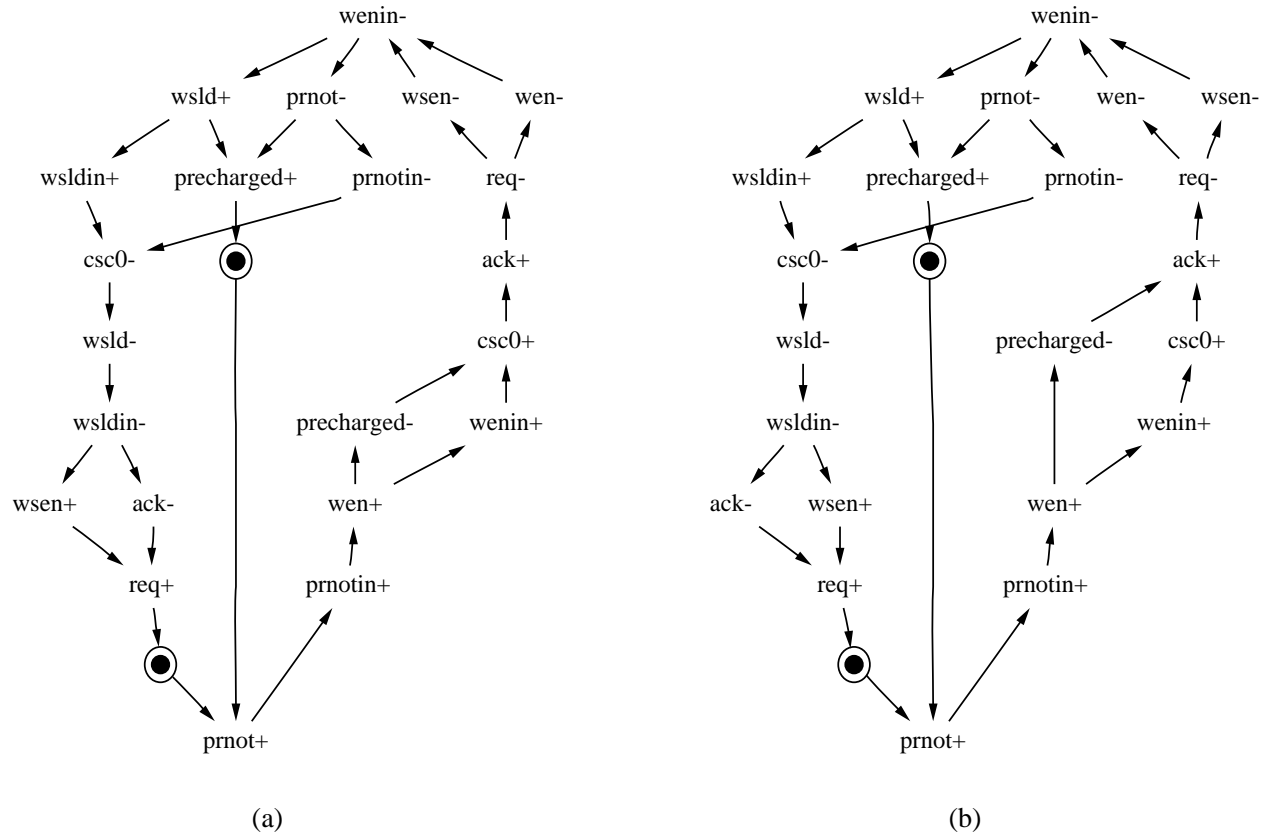 wenin-
wsld+ prnot- wsen- wen-
wsldin+ precharged+ prnotin- req-
csc0- ack+
wsld- csc0+
wsldin- precharged- wenin+
wsen+ ack- wen+
req+ prnotin+
prnot+
(a)
wenin-
wsld+ prnot- wen- wsen-
wsldin+ precharged+ prnotin- req-
csc0- ack+
wsld- precharged- csc0+
wsldin- wenin+
ack- wsen+ wen+
req+ prnotin+
prnot+
(b)